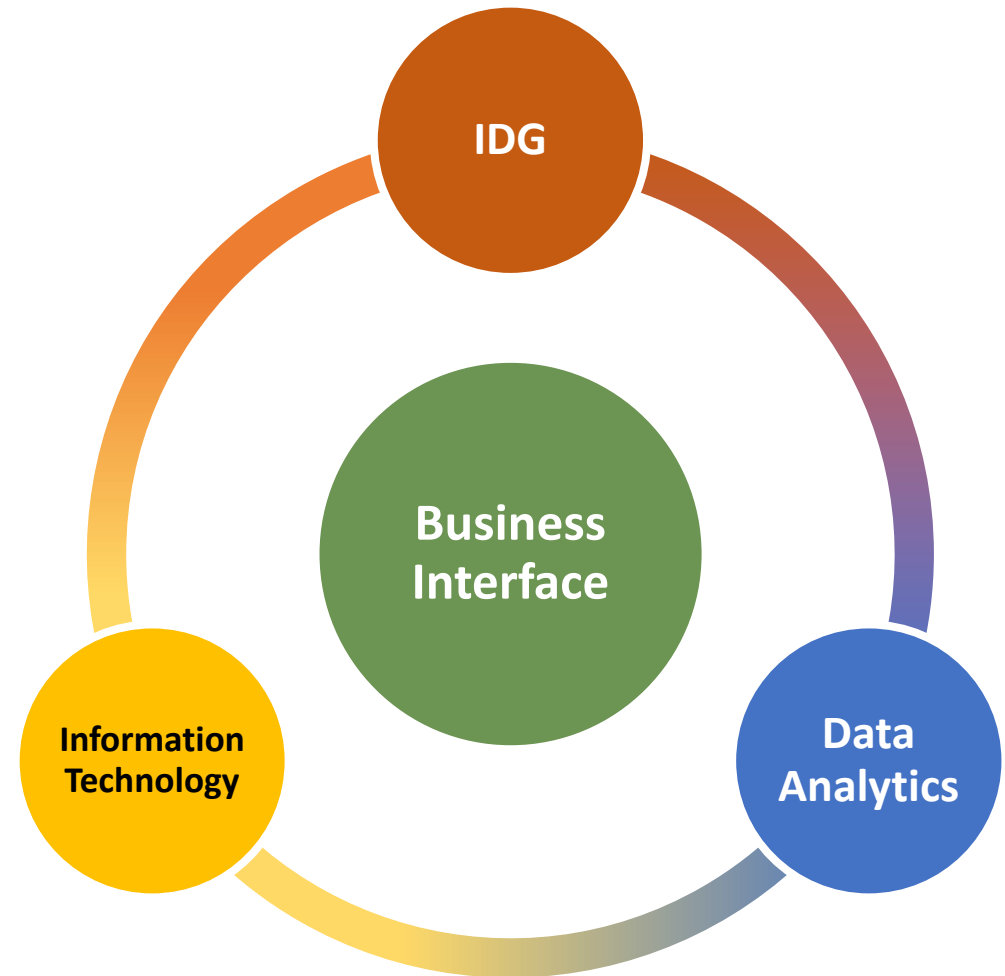 IDG
Business
Interface
Information
Technology
Data
Analytics